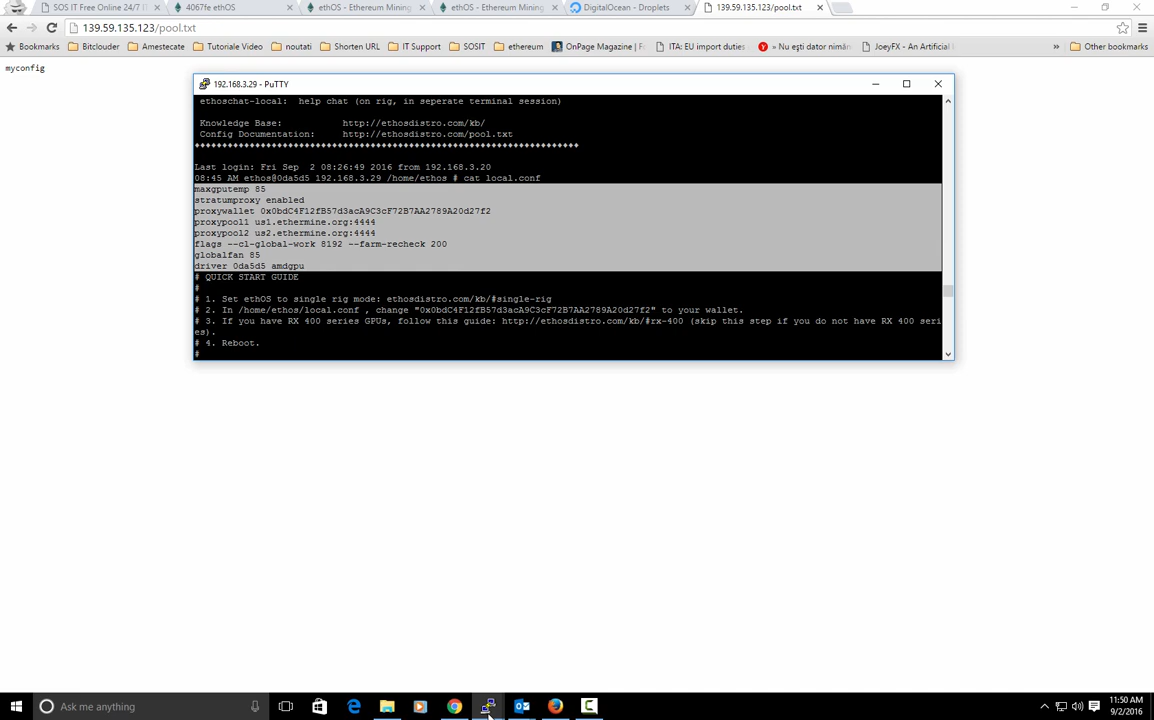 SOS IT Free Online 24/7 IT
4067fe ethOS
ethOS - Ethereum Mining
ethOS - Ethereum Mining
DigitalOcean - Droplets
139.59.135.123/pool.txt
139.59.135.123/pool.txt
Bookmarks
Bitclouder
Amestecate
Tutoriale Video
noutati
Shorten URL
IT Support
SOSIT
ethereum
OnPage Magazine | F
ITA: EU import duties
» Nu ești dator nimăn
JoeyFX - An Artificial
»
Other bookmarks
myconfig
192.168.3.29 - PuTTY
ethoschat-local: help chat (on rig, in seperate terminal session)
Knowledge Base: http://ethosdistro.com/kb/
Config Documentation: http://ethosdistro.com/pool.txt
Last login: Fri Sep 2 08:26:49 2016 from 192.168.3.20
08:45 AM ethos@0da5d5 192.168.3.29 /home/ethos # cat local.conf
maxgputemp 85
stratumproxy enabled
proxywallet 0x0bdC4F12fB57d3acA9C3cF72B7AA2789A20d27f2
proxypool1 us1.ethermine.org:4444
proxypool2 us2.ethermine.org:4444
flags --cl-global-work 8192 --farm-recheck 200
globalfan 85
driver 0da5d5 amdgpu
# QUICK START GUIDE
#
# 1. Set ethOS to single rig mode: ethosdistro.com/kb/#single-rig
# 2. In /home/ethos/local.conf , change "0x0bdC4F12fB57d3acA9C3cF72B7AA2789A20d27f2" to your wallet.
# 3. If you have RX 400 series GPUs, follow this guide: http://ethosdistro.com/kb/#rx-400 (skip this step if you do not have RX 400 seri
es).
# 4. Reboot.
#
Ask me anything
11:50 AM
9/2/2016